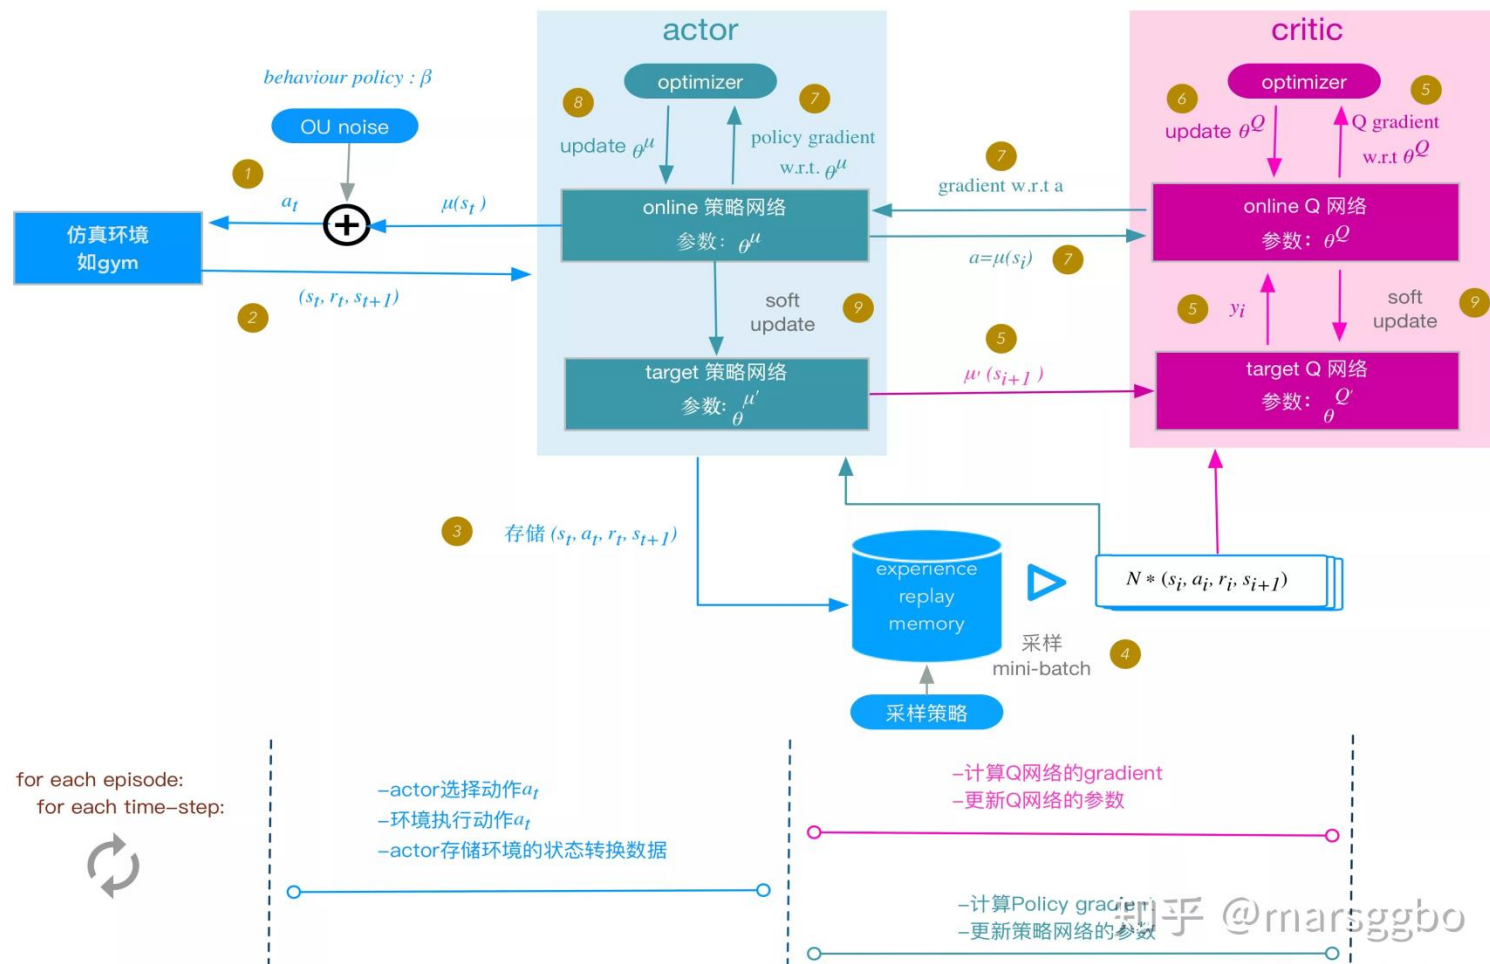 actor
critic
behaviour policy : β
OU noise
optimizer
8
7
update θ^μ
policy gradient
w.r.t. θ^μ
optimizer
6
5
update θ^Q
Q gradient
w.r.t θ^Q
1
a_t
μ(s_t)
仿真环境
如gym
(s_t, r_t, s_{t+1})
2
online 策略网络
参数: θ^μ
7
gradient w.r.t a
a=μ(s_i)
7
online Q 网络
参数: θ^Q
soft
update
9
5
y_i
soft
update
9
target 策略网络
参数: θ^{μ'}
5
μ'(s_{i+1})
target Q 网络
参数: θ^{Q'}
3
存储 (s_t, a_t, r_t, s_{t+1})
experience
replay
memory
N * (s_i, a_i, r_i, s_{i+1})
采样
mini-batch
4
采样策略
for each episode:
for each time-step:
-actor选择动作a_t
-环境执行动作a_t
-actor存储环境的状态转换数据
-计算Q网络的gradient
-更新Q网络的参数
-计算Policy gradient
-更新策略网络的参数
知乎 @marsggbo